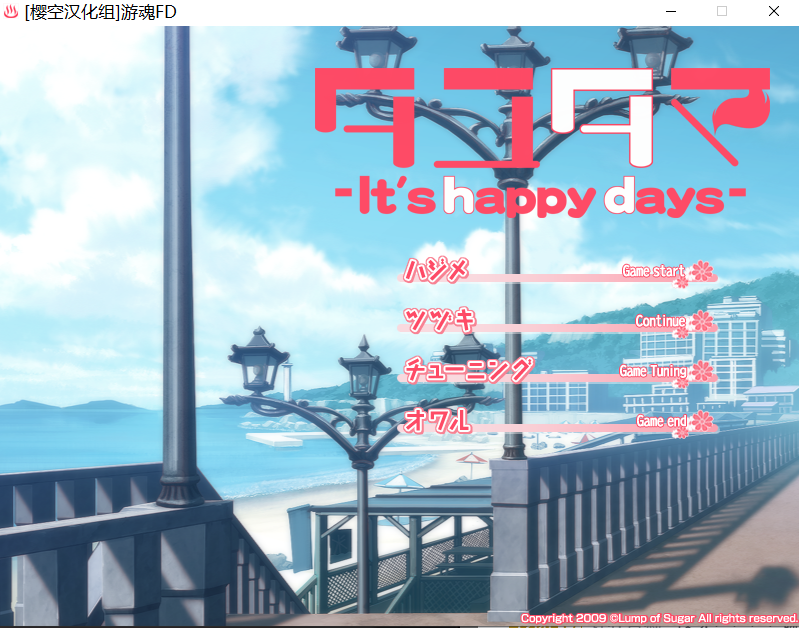 [樱空汉化组]游魂FD
タユタマ
-It's happy days-
ハジメ Game start
ツヅキ Continue
チューニング Game Tuning
オワル Game end
Copyright 2009 ©Lump of Sugar All rights reserved.